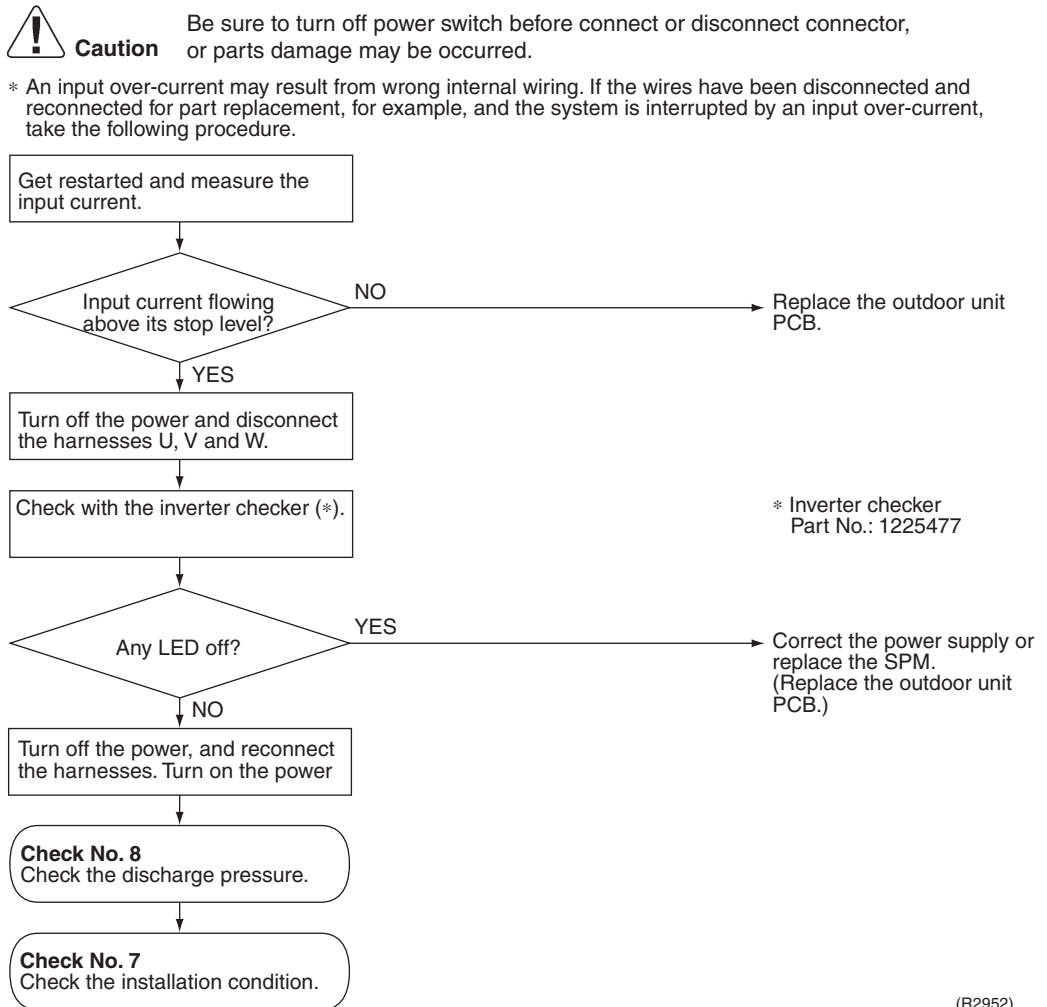 Caution
Be sure to turn off power switch before connect or disconnect connector,
or parts damage may be occurred.
* An input over-current may result from wrong internal wiring. If the wires have been disconnected and
reconnected for part replacement, for example, and the system is interrupted by an input over-current,
take the following procedure.
Get restarted and measure the
input current.
Input current flowing
above its stop level?
NO
Replace the outdoor unit
PCB.
YES
Turn off the power and disconnect
the harnesses U, V and W.
Check with the inverter checker (*).
* Inverter checker
Part No.: 1225477
Any LED off?
YES
Correct the power supply or
replace the SPM.
(Replace the outdoor unit
PCB.)
NO
Turn off the power, and reconnect
the harnesses. Turn on the power
Check No. 8
Check the discharge pressure.
Check No. 7
Check the installation condition.
(R2952)